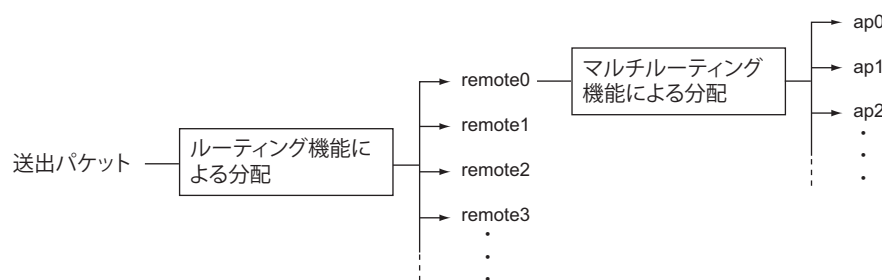 送出パケット
ルーティング機能に
よる分配
remote0
remote1
remote2
remote3
マルチルーティング
機能による分配
ap0
ap1
ap2